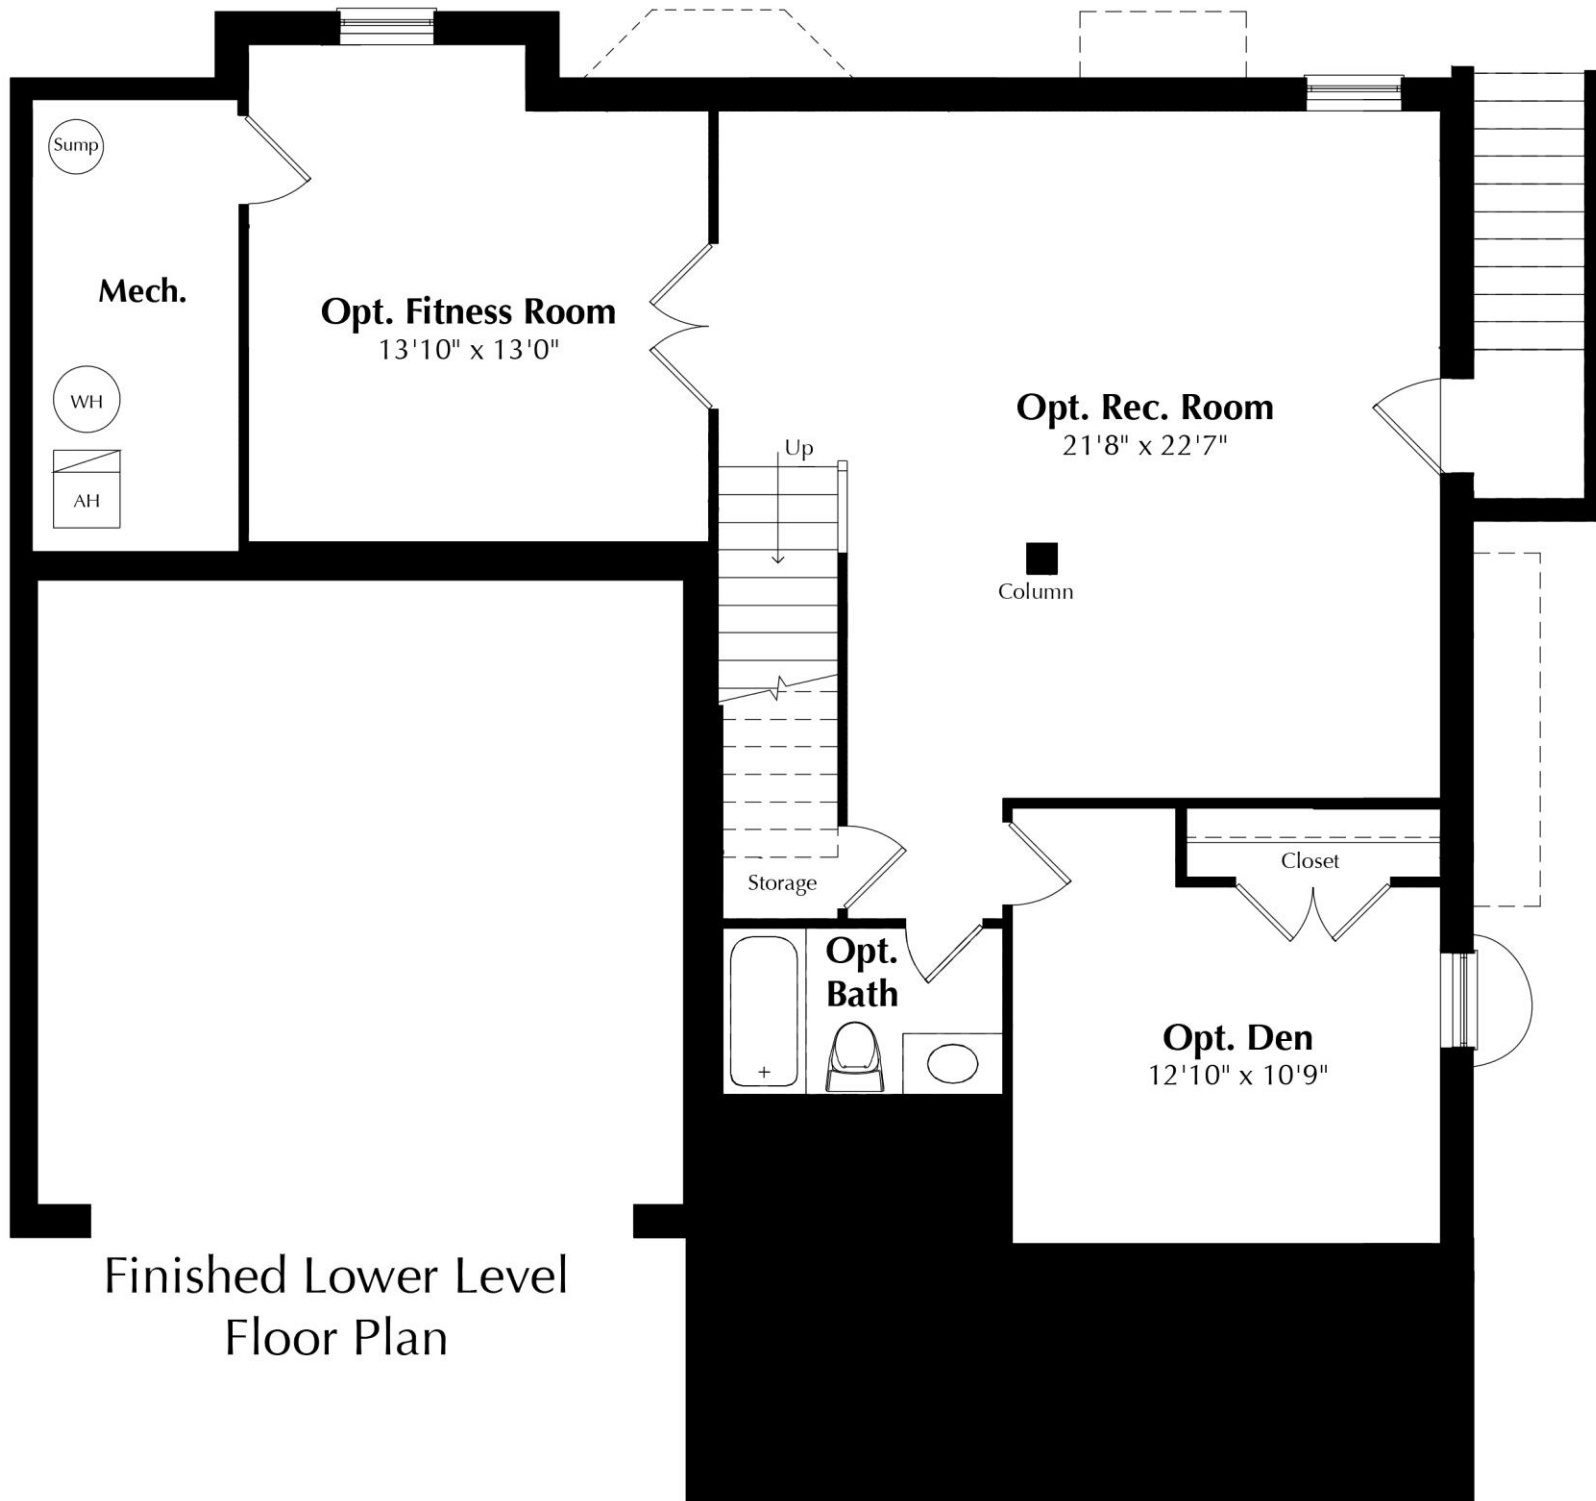 Sump
Mech.
WH
AH
Opt. Fitness Room
13'10" x 13'0"
Up
Opt. Rec. Room
21'8" x 22'7"
Column
Storage
Closet
Opt.
Bath
Opt. Den
12'10" x 10'9"
Finished Lower Level
Floor Plan